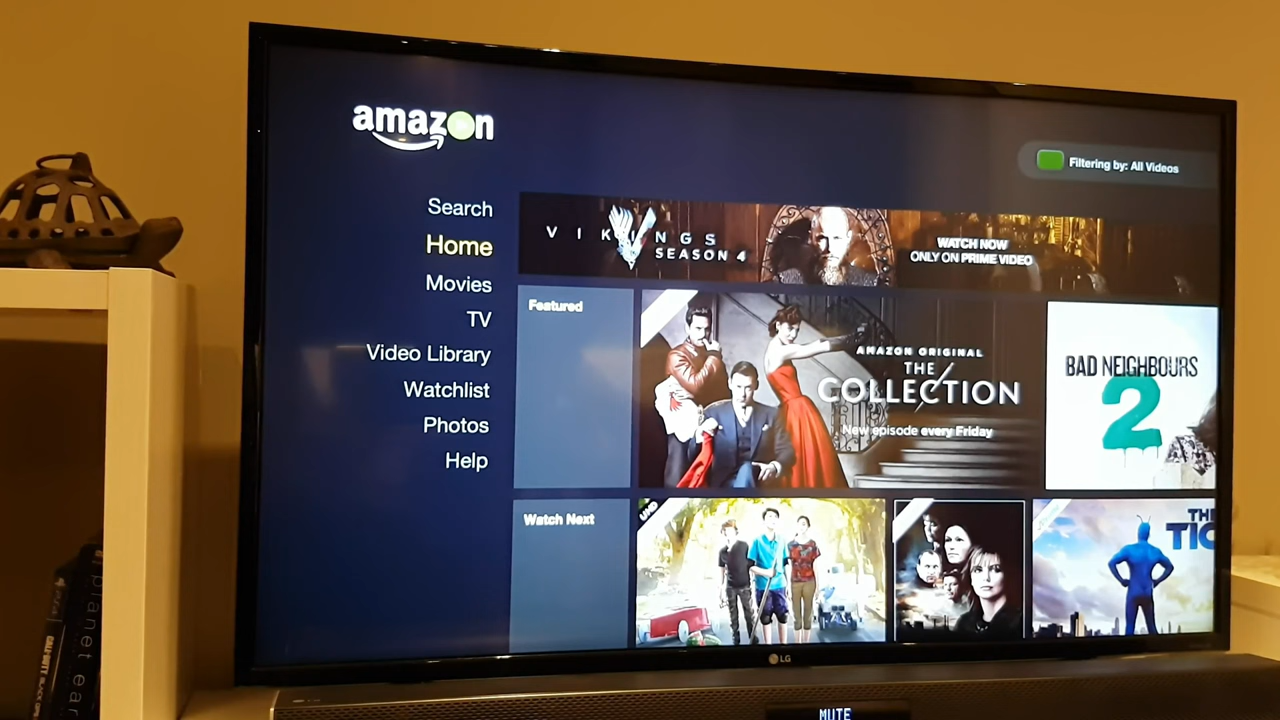 amazon
Filtering by: All Videos
Search
Home
Movies
TV
Video Library
Watchlist
Photos
Help
VIKINGS
SEASON 4
WATCH NOW
ONLY ON PRIME VIDEO
Featured
AMAZON ORIGINAL
THE
COLLECTION
New episode every Friday
BAD NEIGHBOURS
2
Watch Next
UHD
THE
TIC
LG
MUTE
planet ear
CALL OF DUTY BLACK OPS